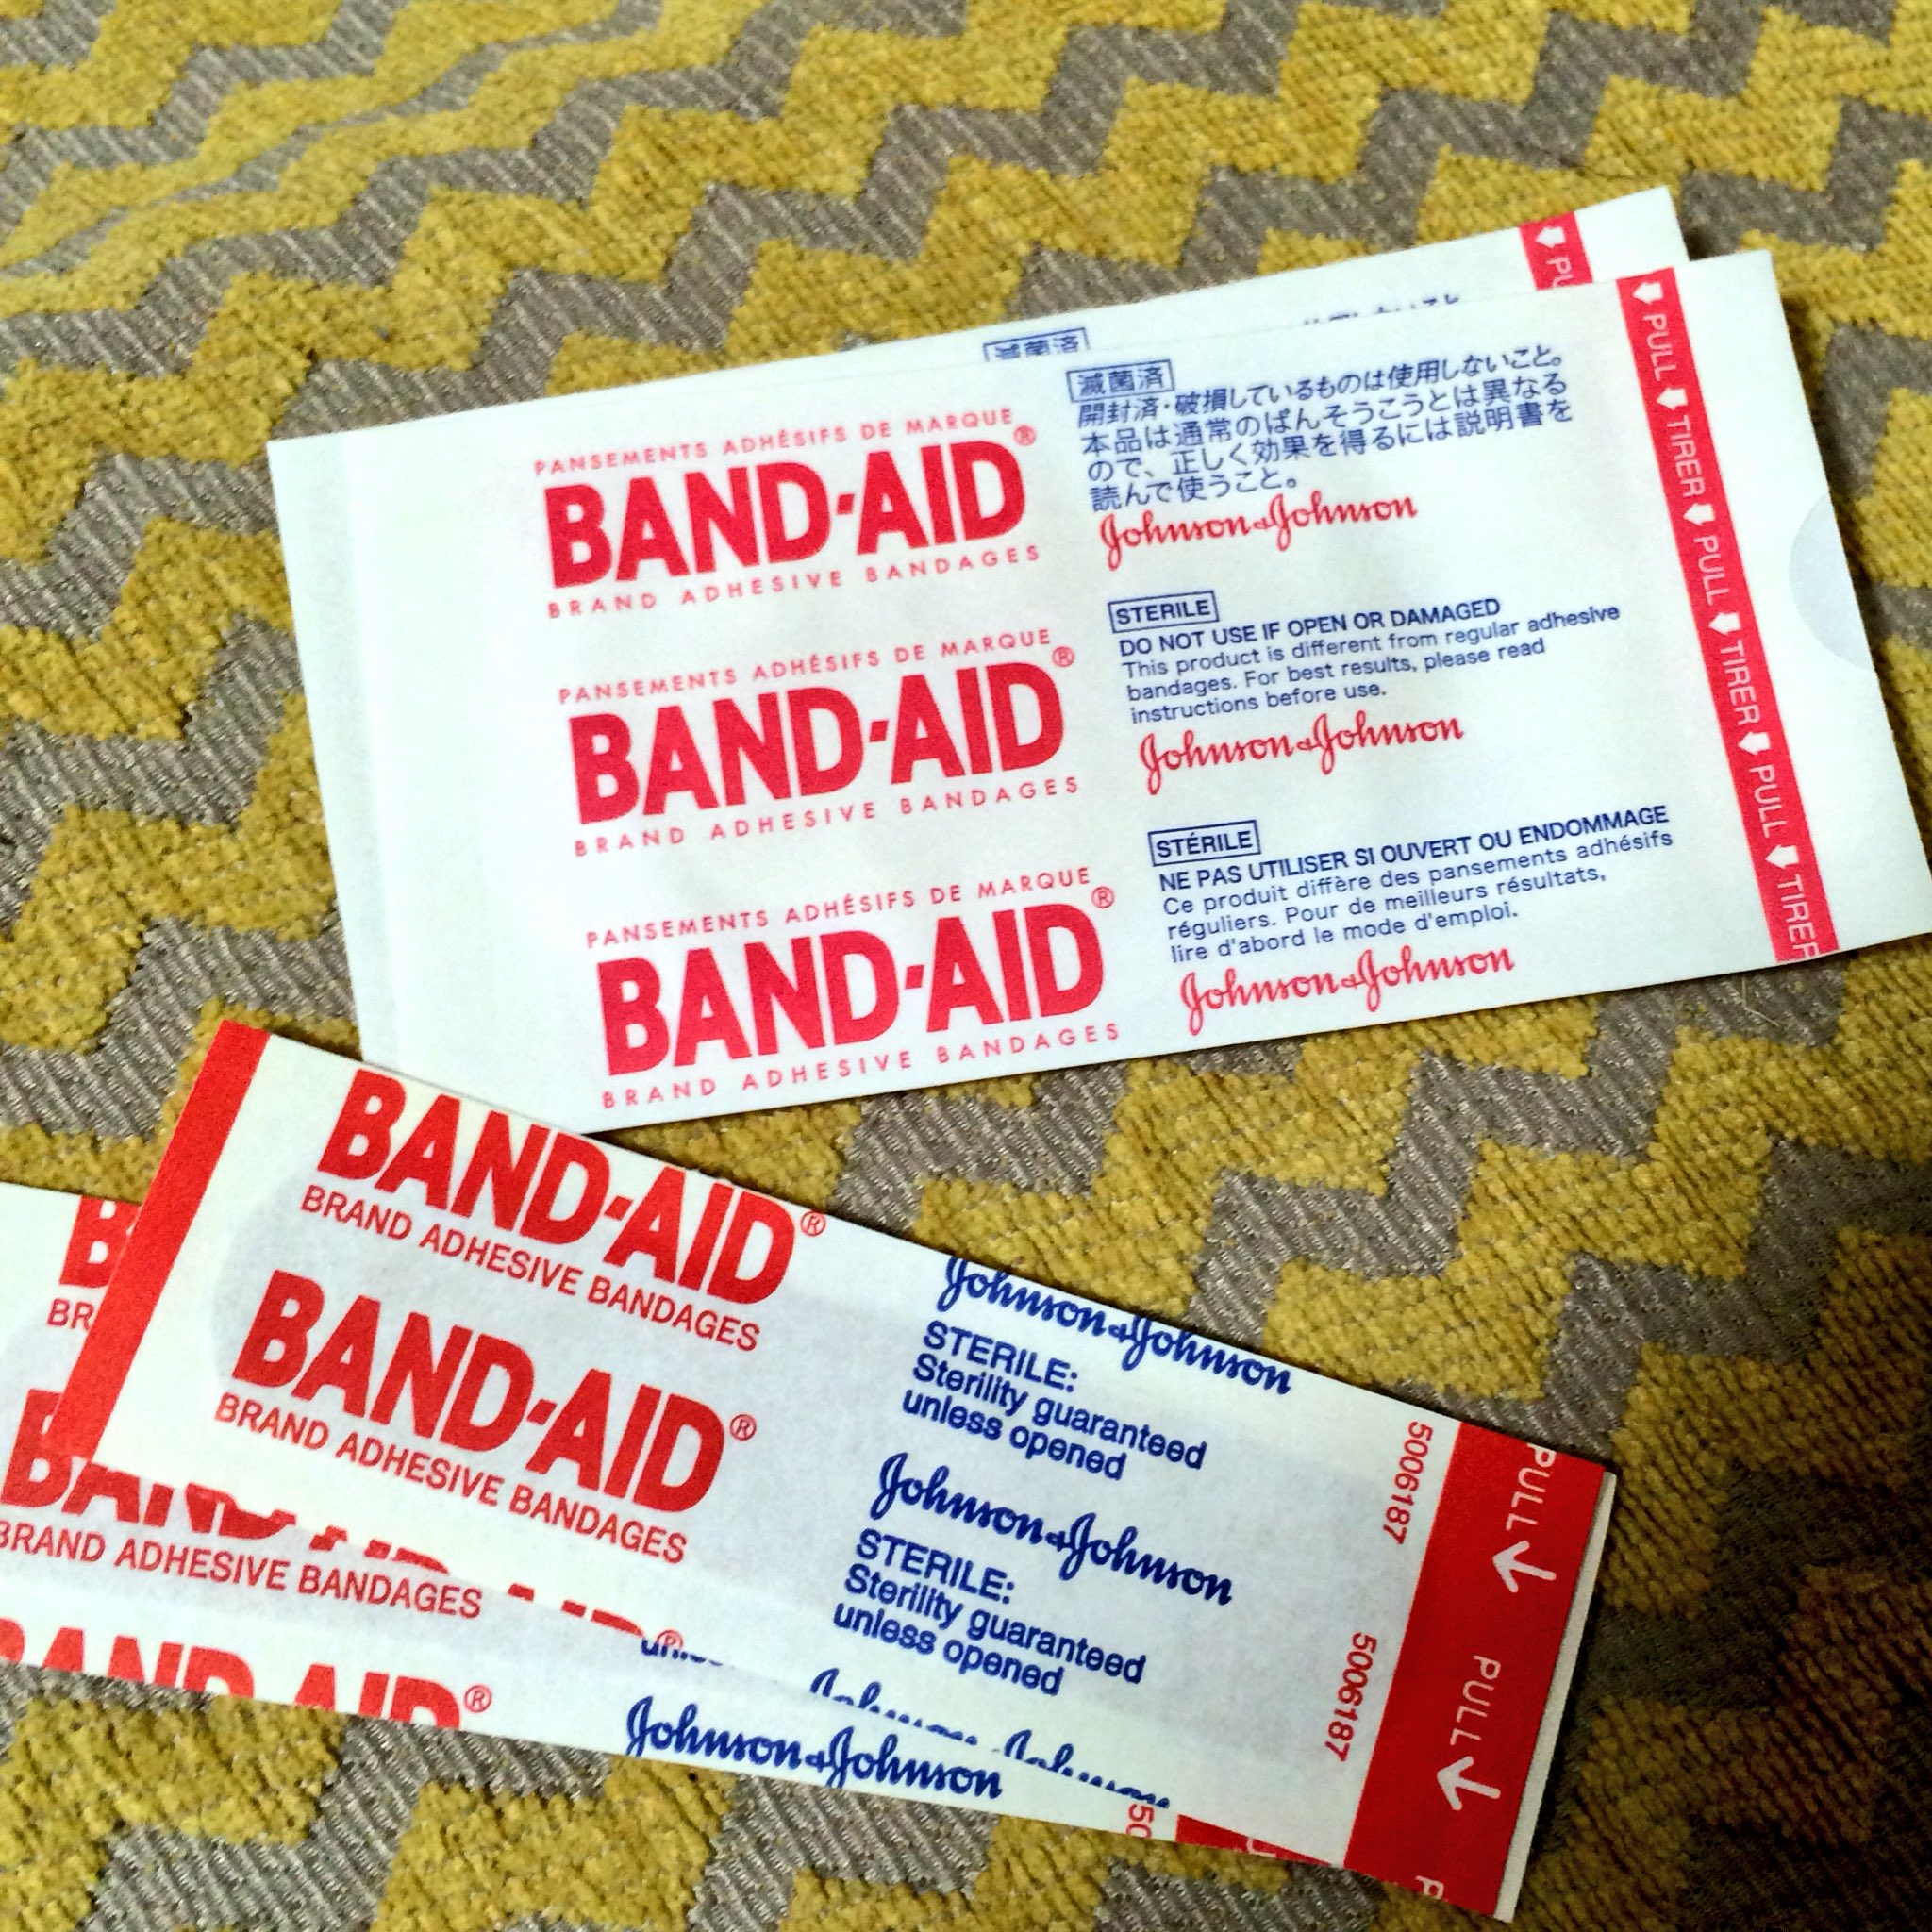 滅菌済
PULL TIRER PULL TIRER PULL TIRER
PANSEMENTS ADHÉSIFS DE MARQUE
BAND-AID®
BRAND ADHESIVE BANDAGES
滅菌済
開封済・破損しているものは使用しないこと。
本品は通常のばんそうこうとは異なる
ので、正しく効果を得るには説明書を
読んで使うこと。
Johnson&Johnson
PANSEMENTS ADHÉSIFS DE MARQUE
BAND-AID®
BRAND ADHESIVE BANDAGES
STERILE
DO NOT USE IF OPEN OR DAMAGED
This product is different from regular adhesive
bandages. For best results, please read
instructions before use.
Johnson&Johnson
PANSEMENTS ADHÉSIFS DE MARQUE
BAND-AID®
BRAND ADHESIVE BANDAGES
STÉRILE
NE PAS UTILISER SI OUVERT OU ENDOMMAGE
Ce produit diffère des pansements adhésifs
réguliers. Pour de meilleurs résultats,
lire d'abord le mode d'emploi.
Johnson&Johnson
BAND-AID®
BRAND ADHESIVE BANDAGES
Johnson&Johnson
STERILE:
Sterility guaranteed
unless opened
5006187
PULL
BAND-AID®
BRAND ADHESIVE BANDAGES
Johnson&Johnson
STERILE:
Sterility guaranteed
unless opened
5006187
PULL
BAND-AID®
BRAND ADHESIVE BANDAGES
BAND-AID®
Johnson&Johnson